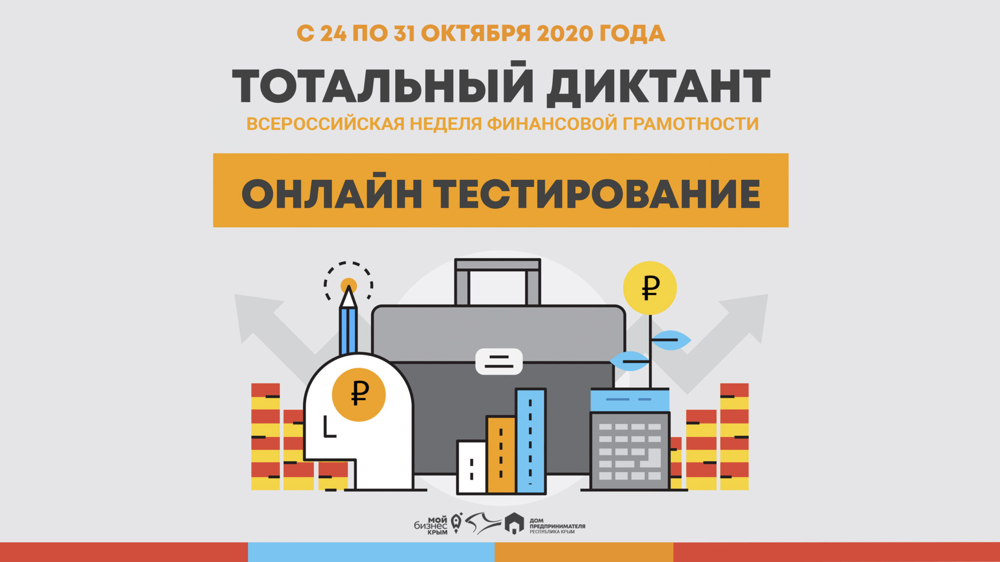 С 24 ПО 31 ОКТЯБРЯ 2020 ГОДА
ТОТАЛЬНЫЙ ДИКТАНТ
ВСЕРОССИЙСКАЯ НЕДЕЛЯ ФИНАНСОВОЙ ГРАМОТНОСТИ
ОНЛАЙН ТЕСТИРОВАНИЕ
₽
₽
МОЙ
бизнес
КРЫМ
ДОМ
ПРЕДПРИНИМАТЕЛЯ
РЕСПУБЛИКА КРЫМ